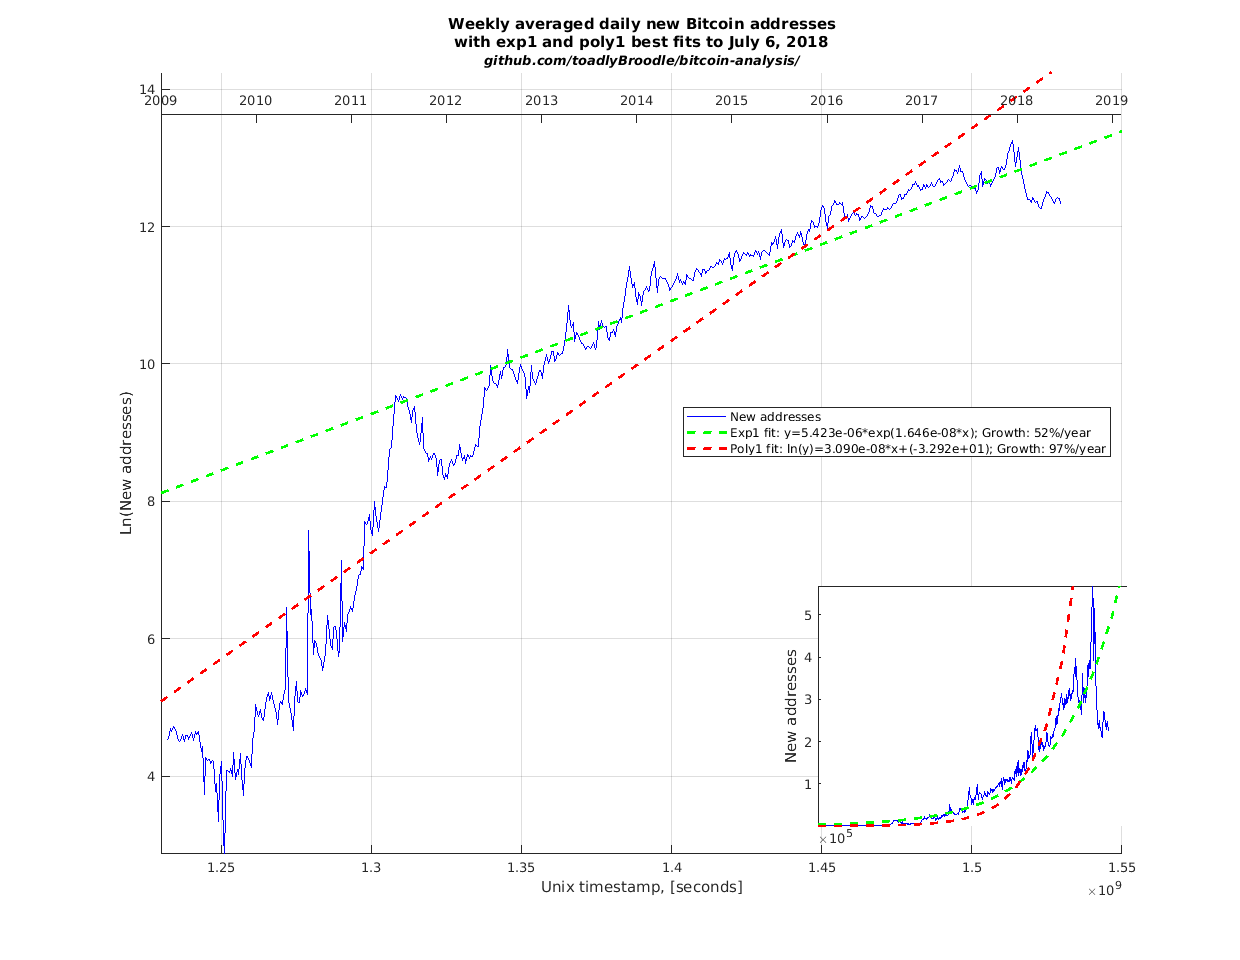 Weekly averaged daily new Bitcoin addresses
with exp1 and poly1 best fits to July 6, 2018
github.com/toadlyBroodle/bitcoin-analysis/
14
2009 2010 2011 2012 2013 2014 2015 2016 2017 2018 2019
12
10
8
6
4
Ln(New addresses)
New addresses
Exp1 fit: y=5.423e-06*exp(1.646e-08*x); Growth: 52%/year
Poly1 fit: ln(y)=3.090e-08*x+(-3.292e+01); Growth: 97%/year
5
4
3
2
1
New addresses
×10^5
1.25 1.3 1.35 1.4 1.45 1.5 1.55
Unix timestamp, [seconds]
×10^9